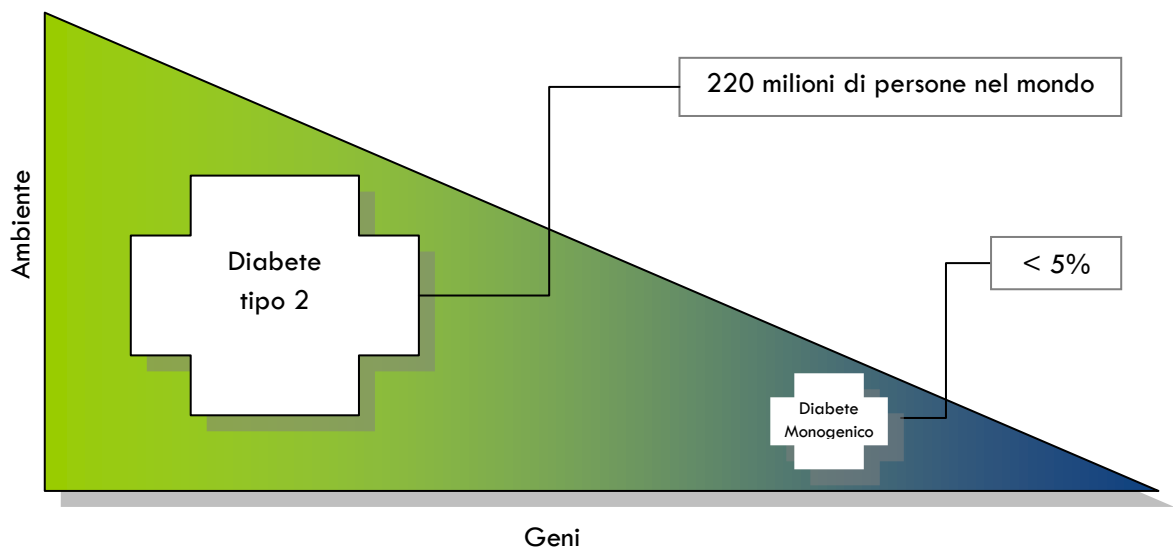 220 milioni di persone nel mondo
Ambiente
Diabete
tipo 2
< 5%
Diabete
Monogenico
Geni